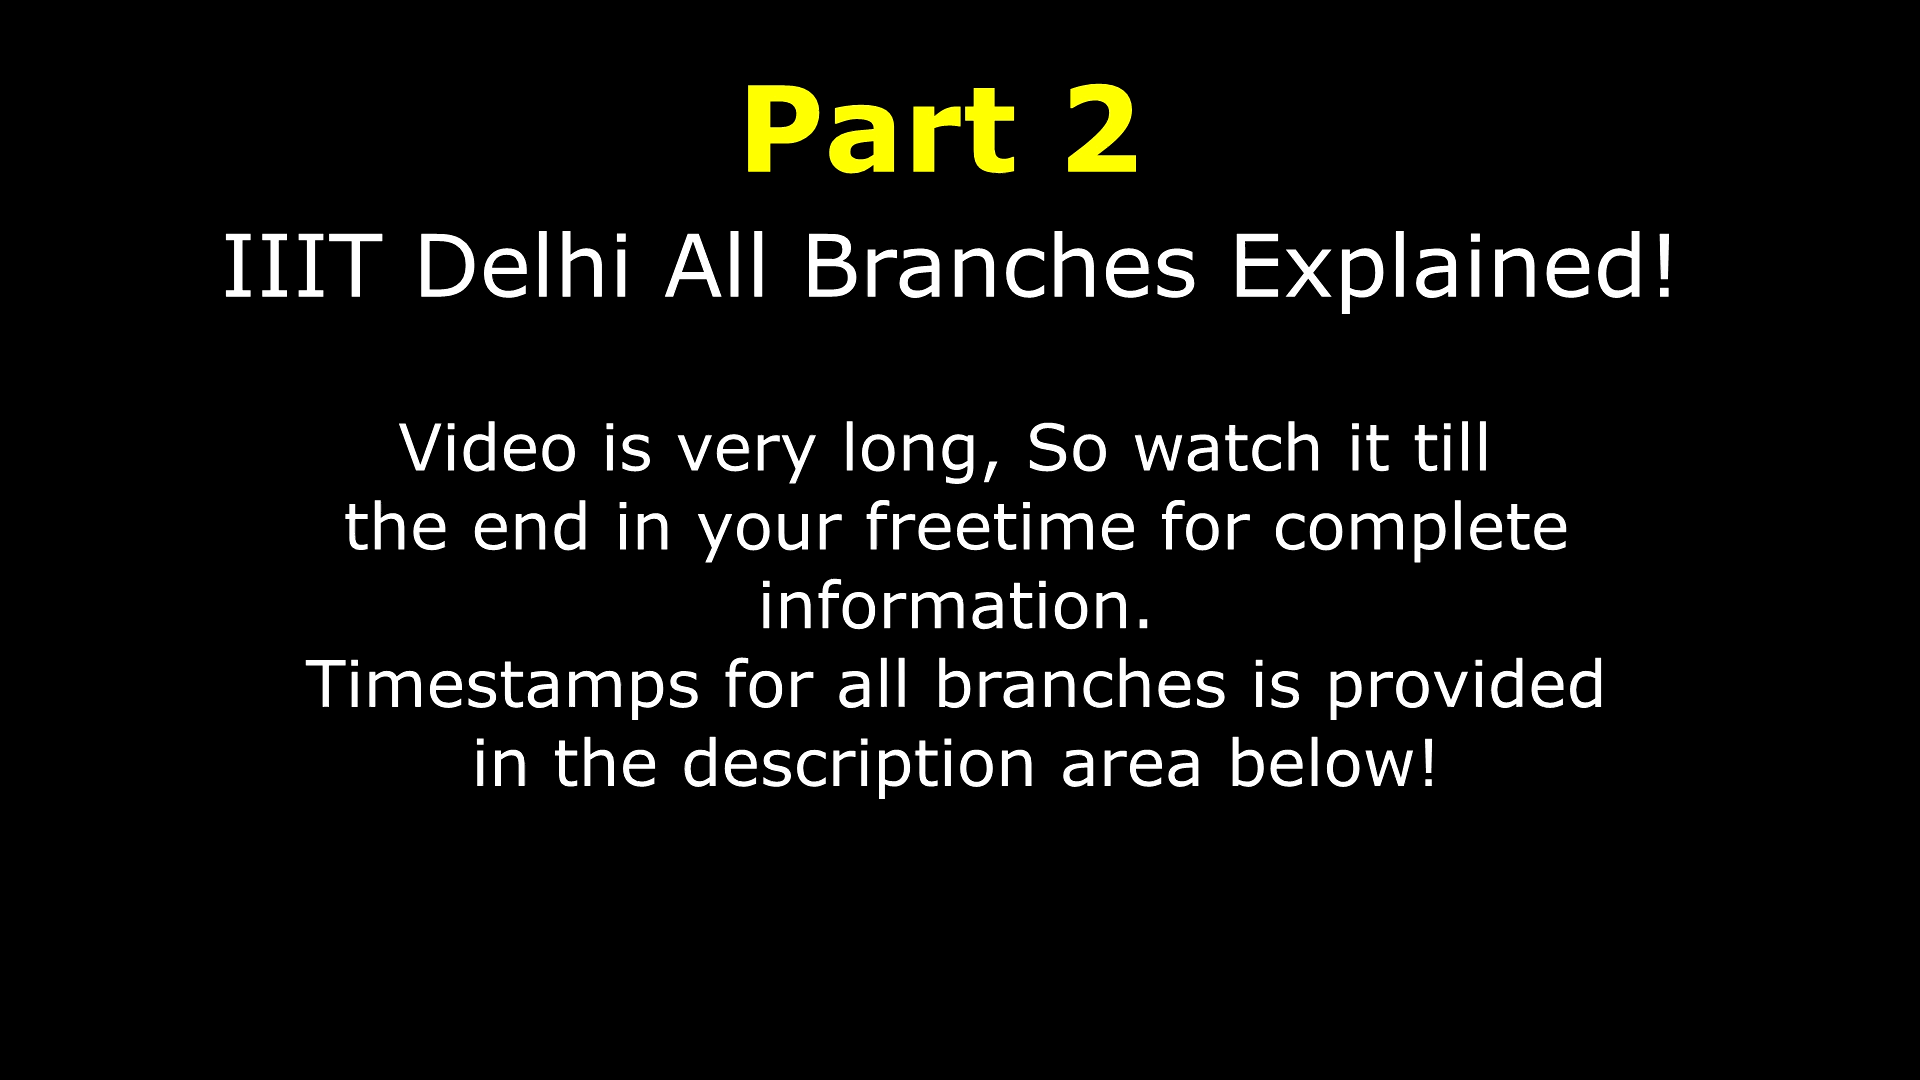 Part 2
IIIT Delhi All Branches Explained!
Video is very long, So watch it till
the end in your freetime for complete
information.
Timestamps for all branches is provided
in the description area below!